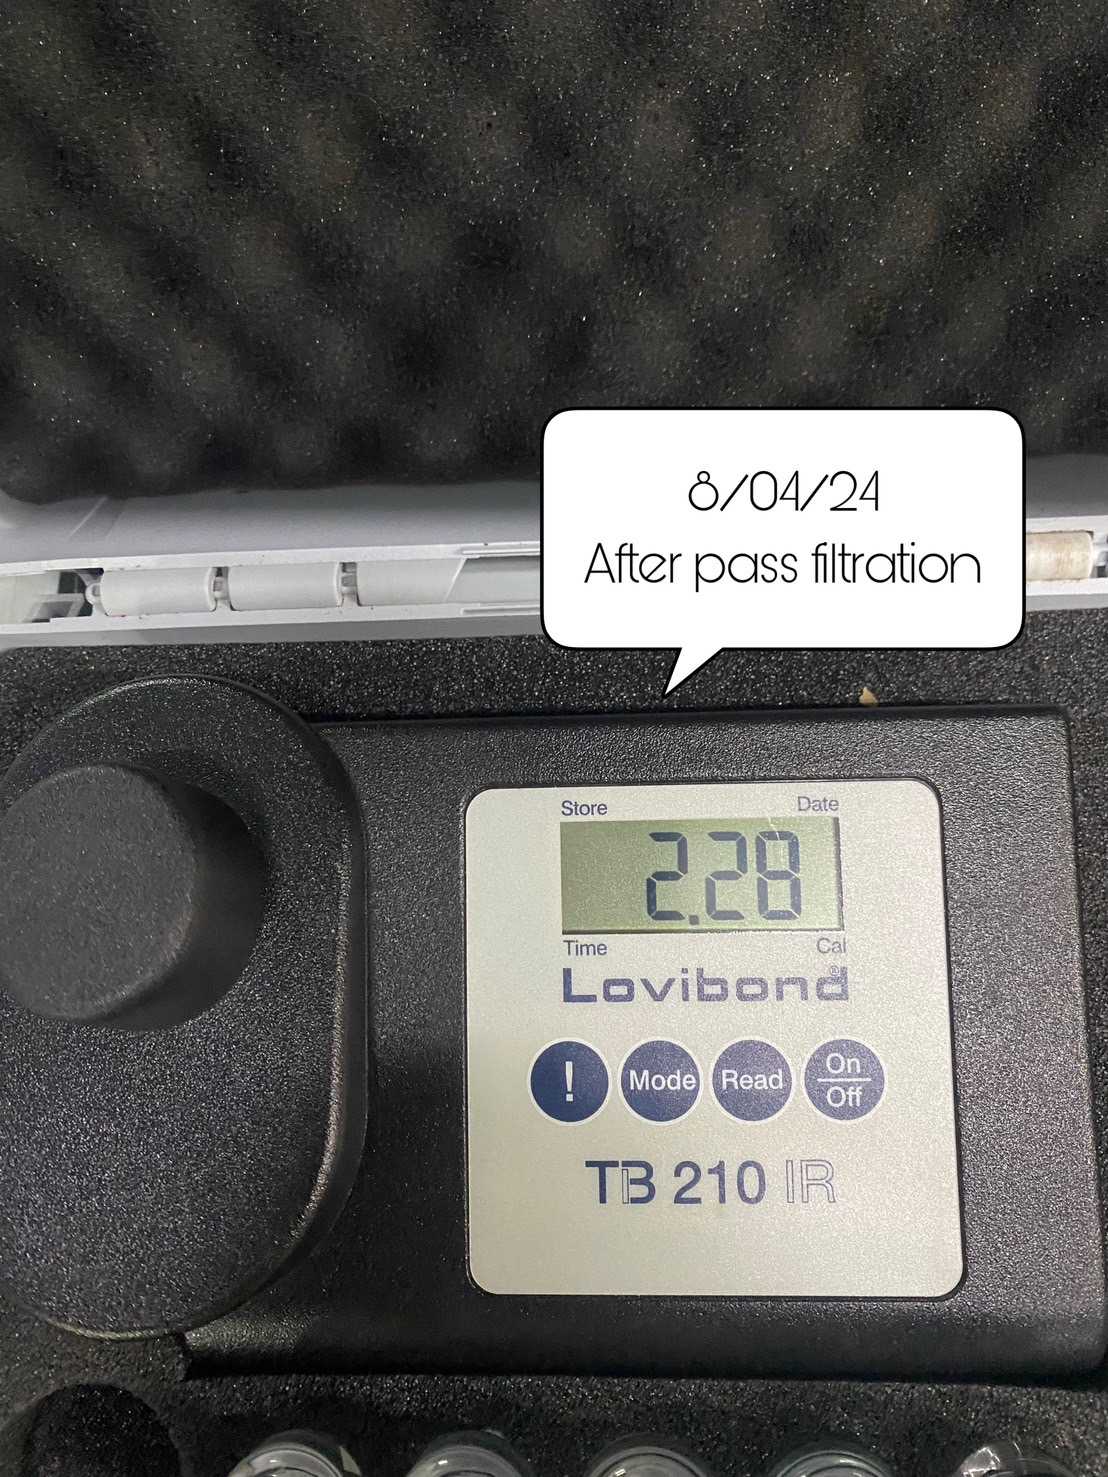 8/04/24
After pass filtration
Store Date
2.28
Time Cal
Lovibond®
! Mode Read On
Off
TB 210 IR